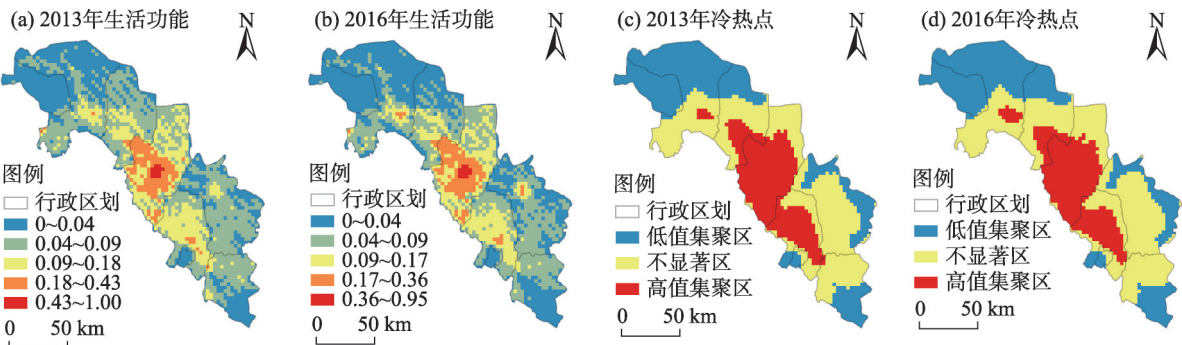 (a) 2013年生活功能
N
图例
行政区划
0~0.04
0.04~0.09
0.09~0.18
0.18~0.43
0.43~1.00
0 50 km
(b) 2016年生活功能
N
图例
行政区划
0~0.04
0.04~0.09
0.09~0.17
0.17~0.36
0.36~0.95
0 50 km
(c) 2013年冷热点
N
图例
行政区划
低值集聚区
不显著区
高值集聚区
0 50 km
(d) 2016年冷热点
N
图例
行政区划
低值集聚区
不显著区
高值集聚区
0 50 km